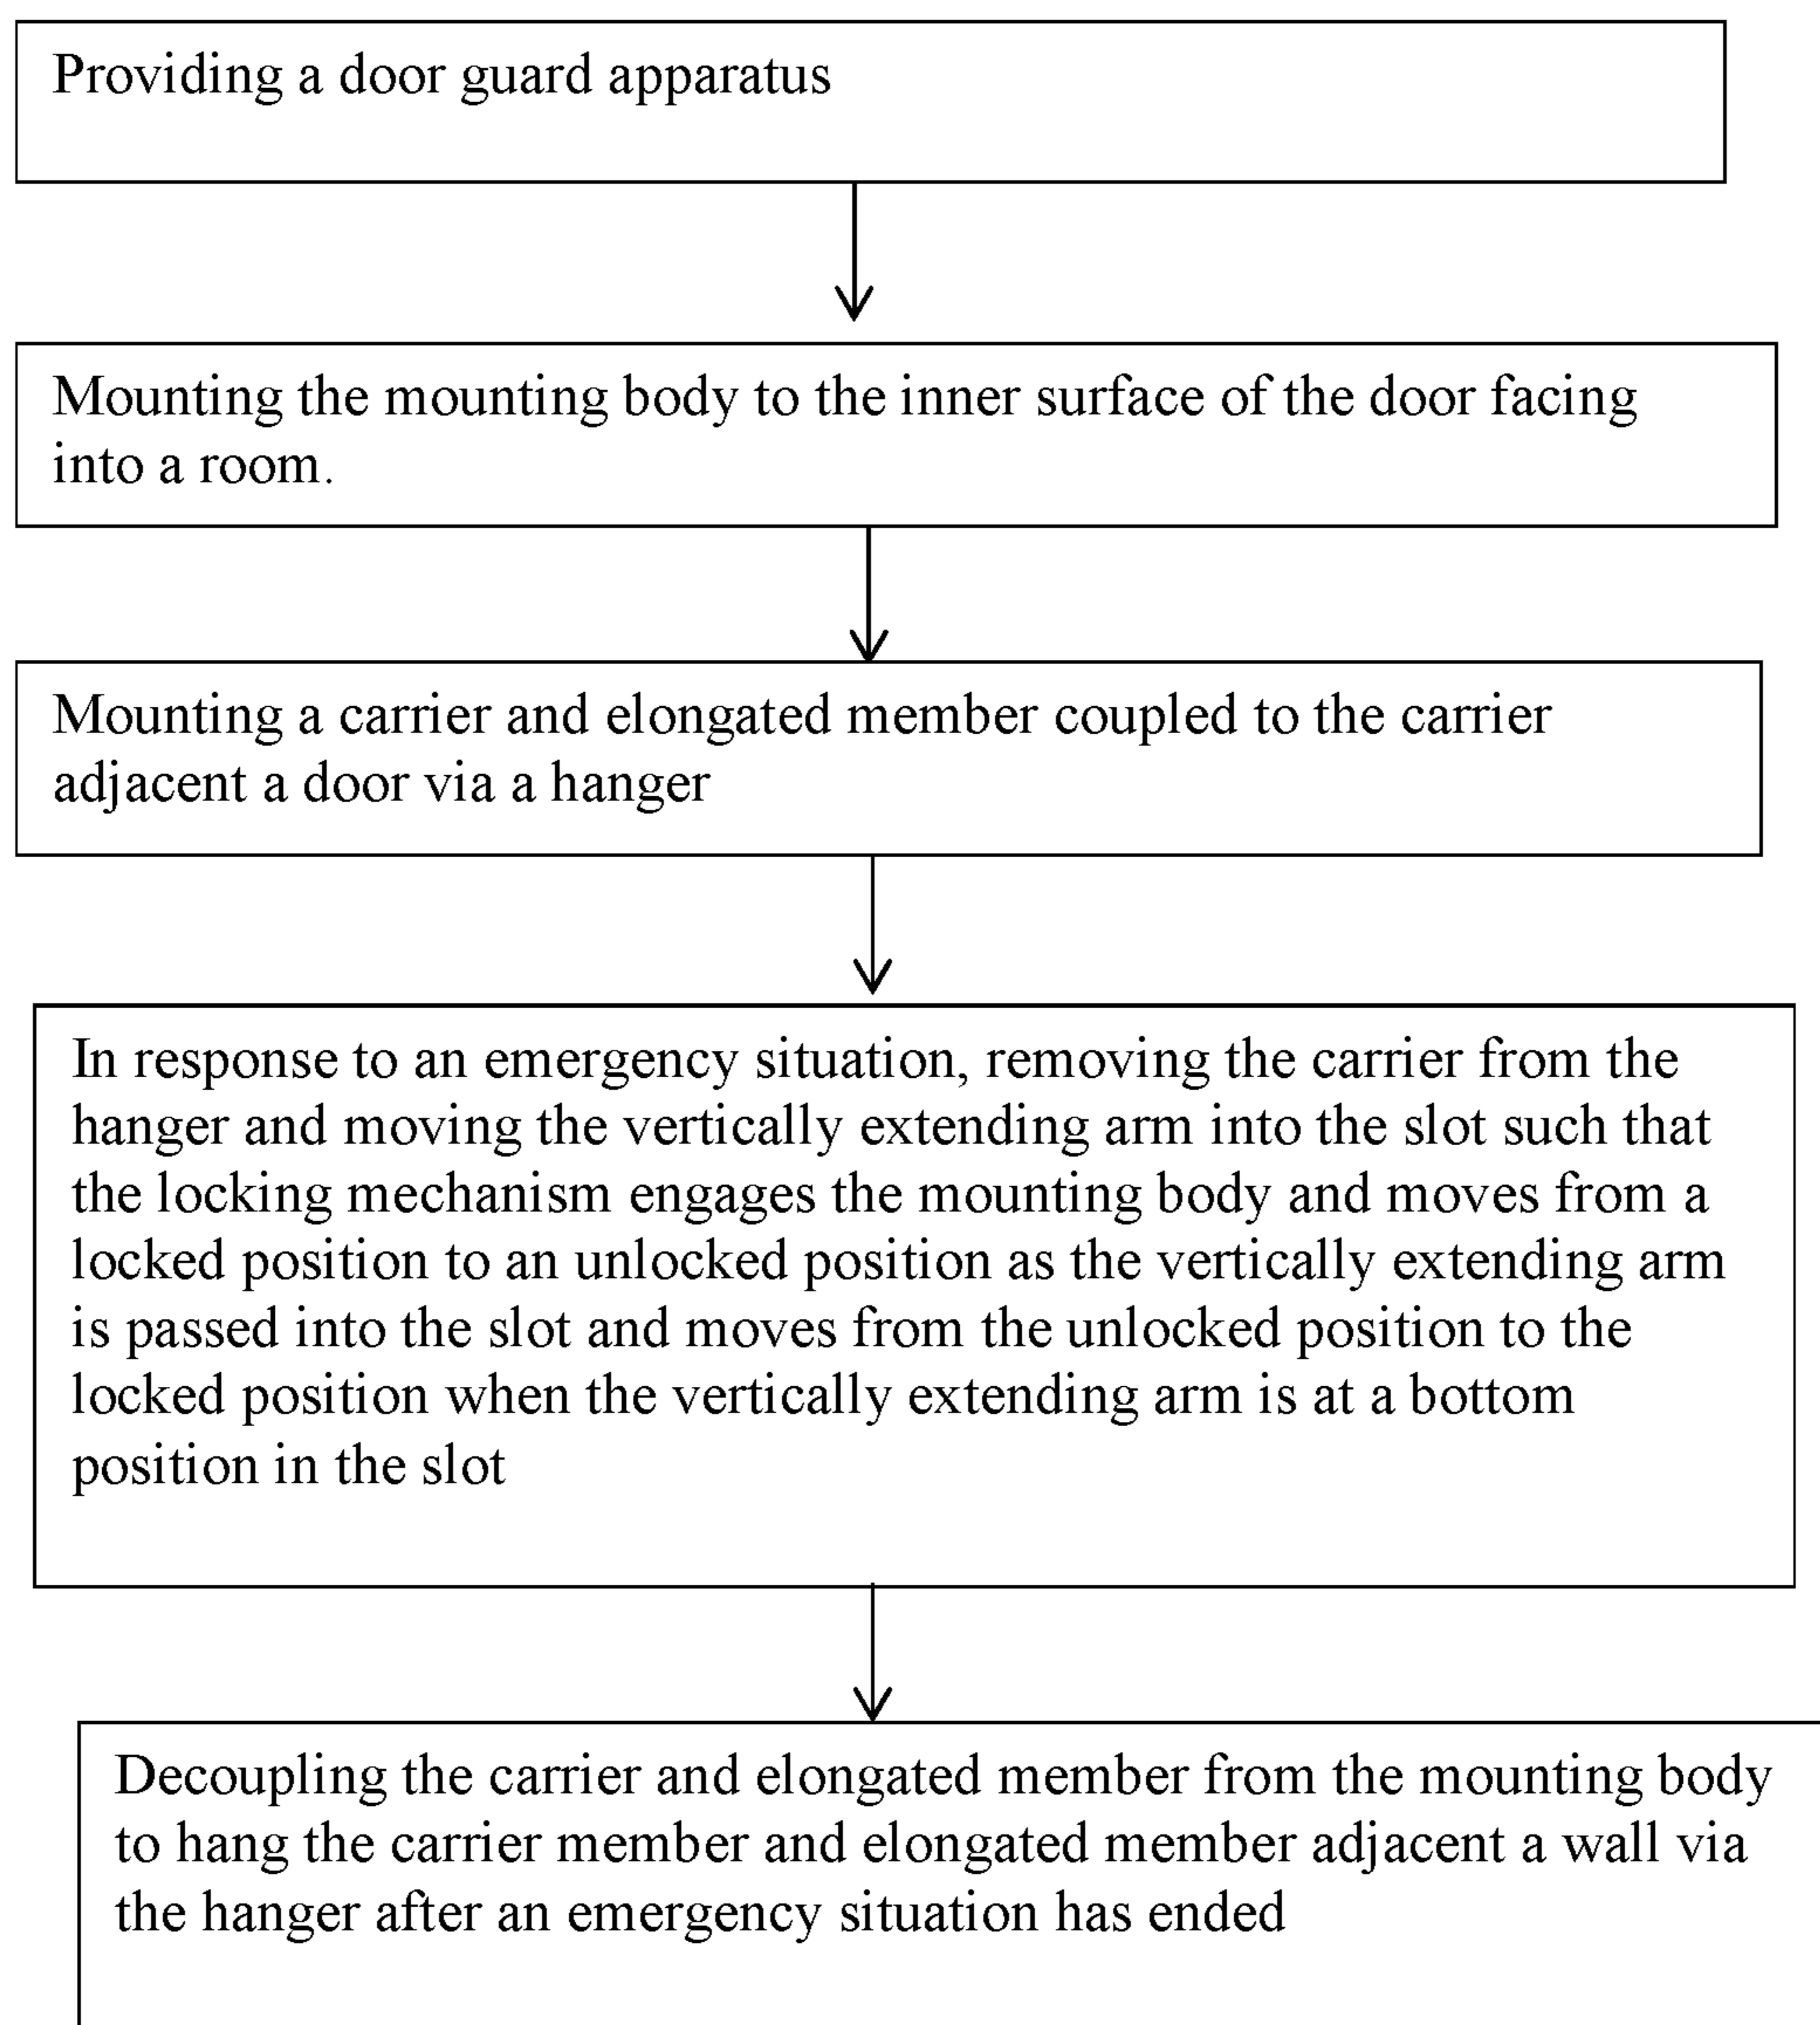 Providing a door guard apparatus
Mounting the mounting body to the inner surface of the door facing
into a room.
Mounting a carrier and elongated member coupled to the carrier
adjacent a door via a hanger
In response to an emergency situation, removing the carrier from the
hanger and moving the vertically extending arm into the slot such that
the locking mechanism engages the mounting body and moves from a
locked position to an unlocked position as the vertically extending arm
is passed into the slot and moves from the unlocked position to the
locked position when the vertically extending arm is at a bottom
position in the slot
Decoupling the carrier and elongated member from the mounting body
to hang the carrier member and elongated member adjacent a wall via
the hanger after an emergency situation has ended